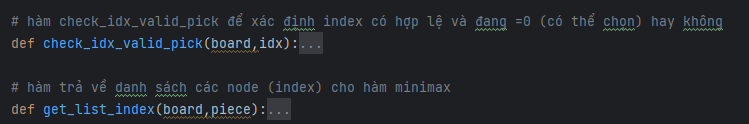 # hàm check_idx_valid_pick để xác định index có hợp lệ và đang =0 (có thể chọn) hay không
def check_idx_valid_pick(board,idx):...
# hàm trả về danh sách các node (index) cho hàm minimax
def get_list_index(board,piece):...